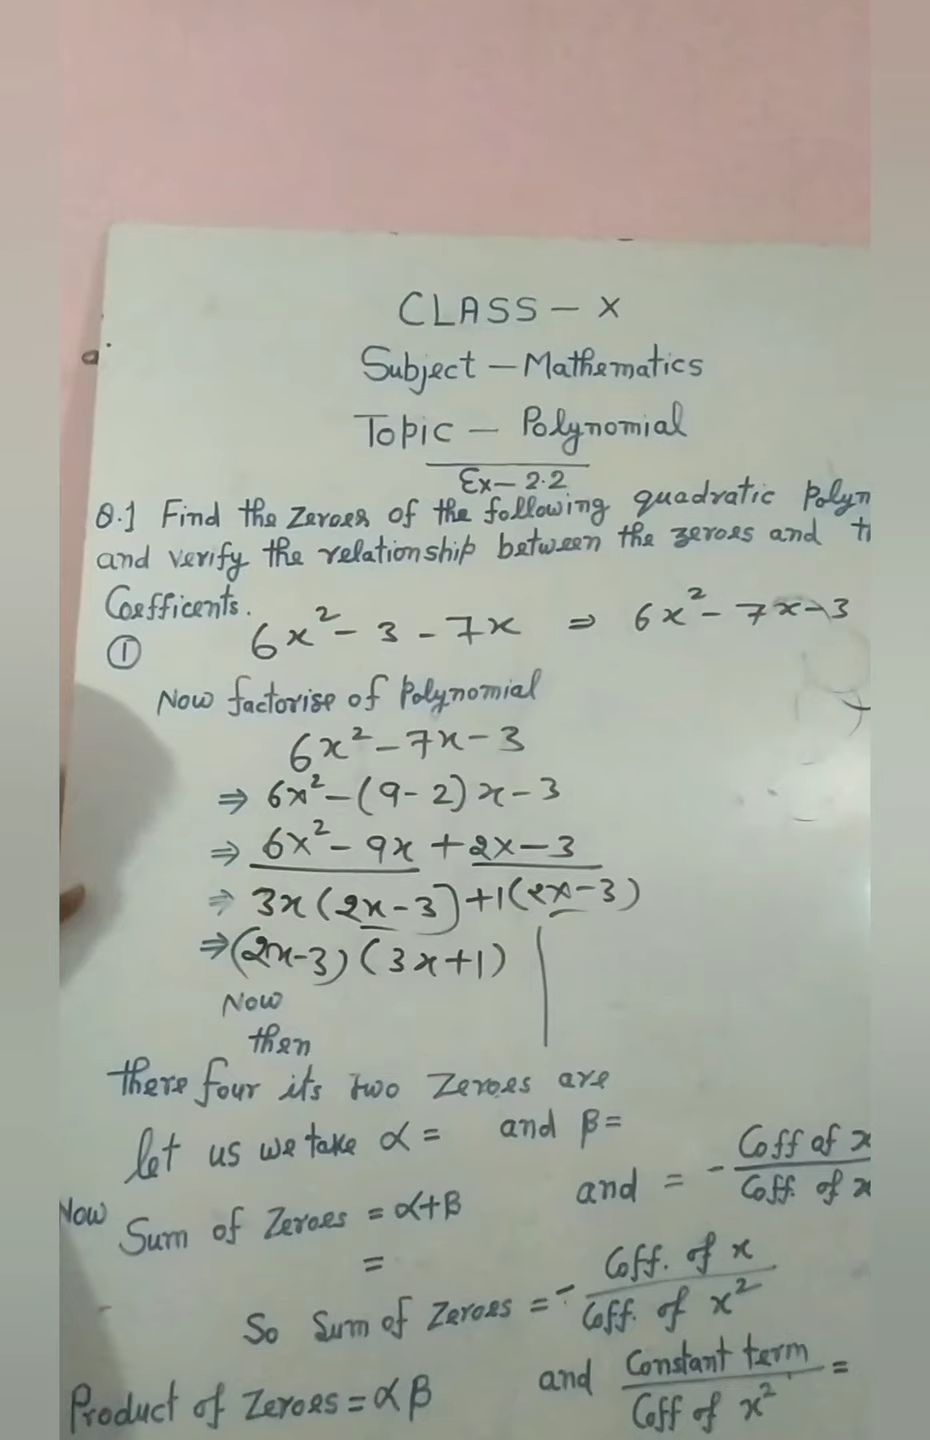 CLASS - X
Subject - Mathematics
Topic - Polynomial
Ex- 2.2
Q.1 Find the Zeroes of the following quadratic Polyn
and verify the relationship between the zeroes and t
Coefficents.
① 6x² - 3 - 7x ⇒ 6x² - 7x - 3
Now factorise of Polynomial
6x² - 7x - 3
⇒ 6x² - (9 - 2) x - 3
⇒ 6x² - 9x + 2x - 3
⇒ 3x (2x - 3) + 1 (2x - 3)
⇒ (2x - 3) (3x + 1)
Now
then
there four its two Zeroes are
let us we take α = and β =
Now Sum of Zeroes = α+β and = - Coff of x / Coff. of x
=
So Sum of Zeroes = - Coff. of x / Coff. of x²
Product of Zeroes = αβ and Constant term / Coff of x² =